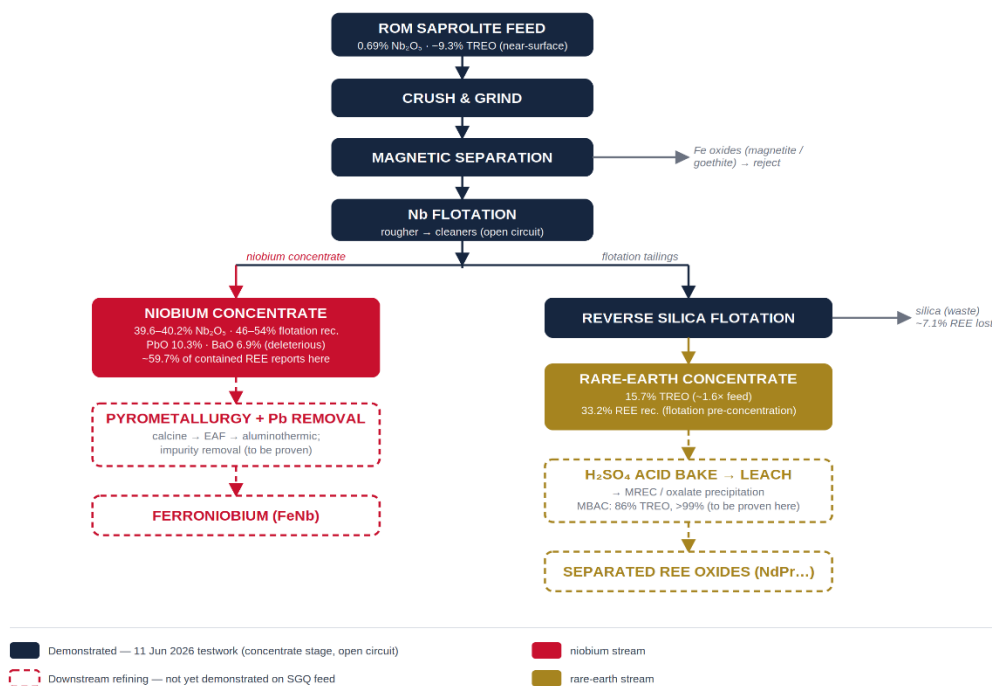 ROM SAPROLITE FEED
0.69% Nb₂O₅ · ~9.3% TREO (near-surface)
CRUSH & GRIND
MAGNETIC SEPARATION
Fe oxides (magnetite /
goethite) → reject
Nb FLOTATION
rougher → cleaners (open circuit)
niobium concentrate
flotation tailings
NIOBIUM CONCENTRATE
39.6–40.2% Nb₂O₅ · 46–54% flotation rec.
PbO 10.3% · BaO 6.9% (deleterious)
~59.7% of contained REE reports here
REVERSE SILICA FLOTATION
silica (waste)
~7.1% REE lost
RARE-EARTH CONCENTRATE
15.7% TREO (~1.6× feed)
33.2% REE rec. (flotation pre-concentration)
PYROMETALLURGY + Pb REMOVAL
calcine → EAF → aluminothermic;
impurity removal (to be proven)
H₂SO₄ ACID BAKE → LEACH
→ MREC / oxalate precipitation
MBAC: 86% TREO, >99% (to be proven here)
FERRONIOBIUM (FeNb)
SEPARATED REE OXIDES (NdPr…)
Demonstrated — 11 Jun 2026 testwork (concentrate stage, open circuit)
niobium stream
Downstream refining — not yet demonstrated on SGQ feed
rare-earth stream